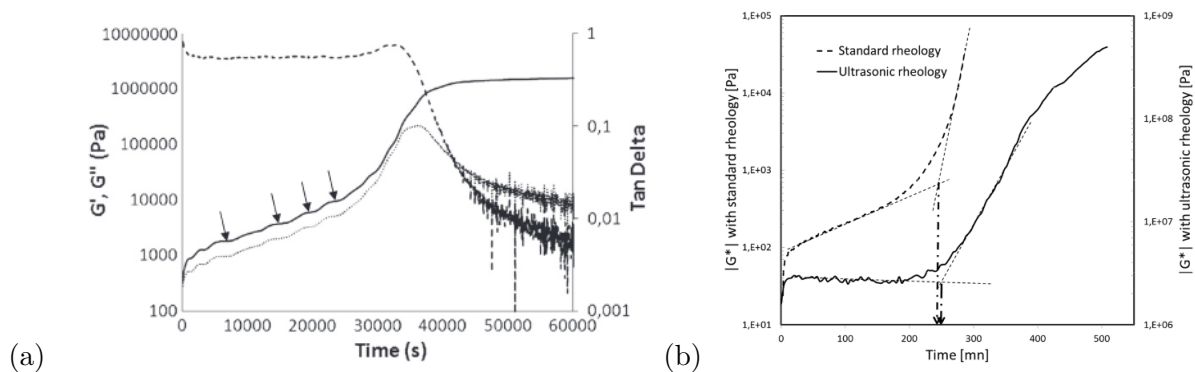 10000000
1000000
100000
10000
1000
100
G', G'' (Pa)
1
0,1
0,01
0,001
Tan Delta
0
10000
20000
30000
40000
50000
60000
Time (s)
(a)
1,E+05
1,E+04
1,E+03
1,E+02
1,E+01
|G*| with standard rheology [Pa]
Standard rheology
Ultrasonic rheology
1,E+09
1,E+08
1,E+07
1,E+06
|G*| with ultrasonic rheology [Pa]
0
100
200
300
400
500
Time [mn]
(b)